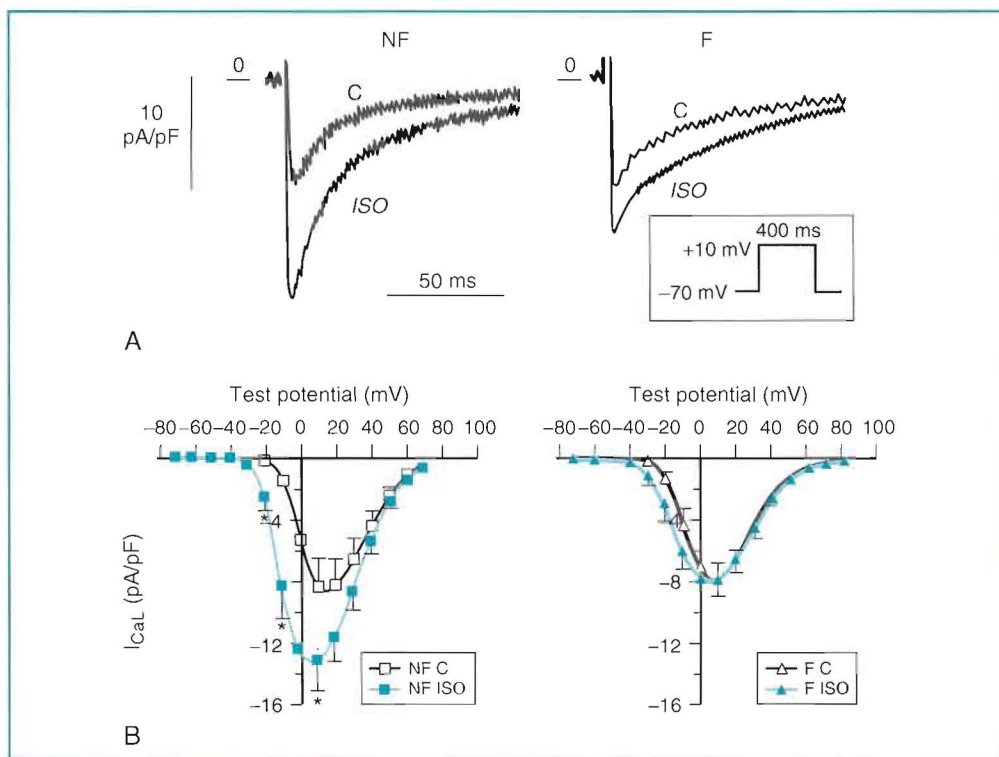 NF
F
0
C
ISO
10
pA/pF
50 ms
0
C
ISO
400 ms
+10 mV
−70 mV
A
Test potential (mV)
−80 −60 −40 −20 0 20 40 60 80 100
*
−4
*
−8
−12
*
−16
I_CaL (pA/pF)
NF C
NF ISO
Test potential (mV)
−80 −60 −40 −20 0 20 40 60 80 100
−4
−8
−12
−16
F C
F ISO
B